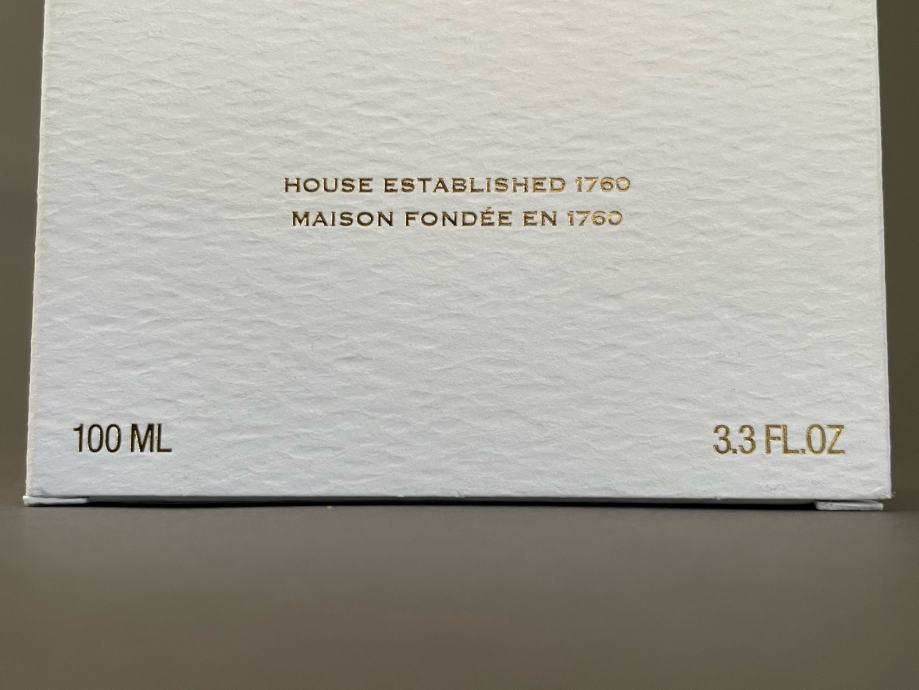 HOUSE ESTABLISHED 1760
MAISON FONDÉE EN 1760
100 ML
3.3 FL.OZ